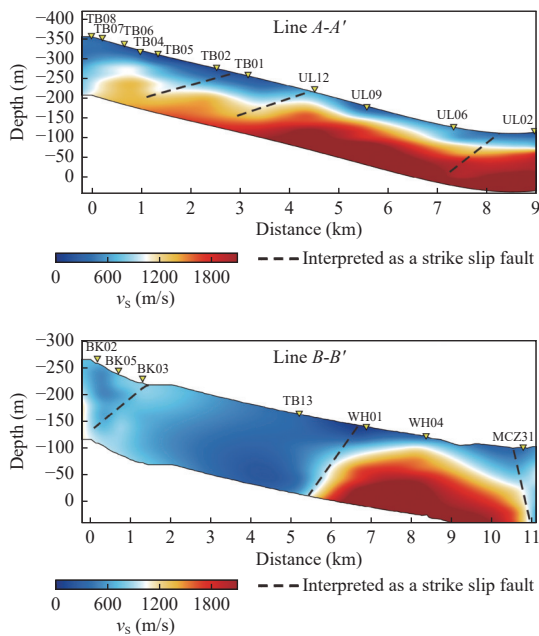 Line A-A′
−400
−350
−300
−250
−200
−150
−100
−50
0
Depth (m)
TB08
TB07
TB06
TB04
TB05
TB02
TB01
UL12
UL09
UL06
UL02
0 1 2 3 4 5 6 7 8 9
Distance (km)
0 600 1200 1800
vS (m/s)
Interpreted as a strike slip fault
Line B-B′
−300
−250
−200
−150
−100
−50
0
Depth (m)
BK02
BK05
BK03
TB13
WH01
WH04
MCZ31
0 1 2 3 4 5 6 7 8 9 10 11
Distance (km)
0 600 1200 1800
vS (m/s)
Interpreted as a strike slip fault